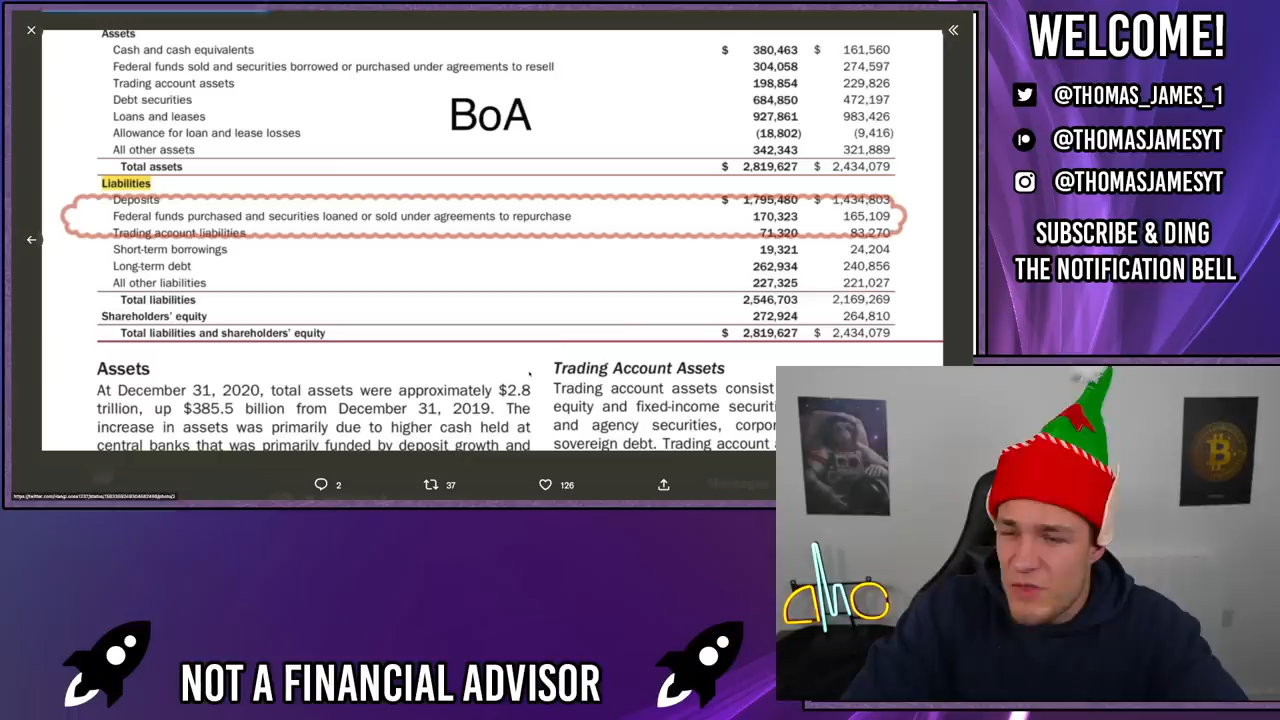 Assets
Cash and cash equivalents $ 380,463 $ 161,560
Federal funds sold and securities borrowed or purchased under agreements to resell 304,058 274,597
Trading account assets 198,854 229,826
Debt securities 684,850 472,197
Loans and leases 927,861 983,426
Allowance for loan and lease losses (18,802) (9,416)
All other assets 342,343 321,889
Total assets $ 2,819,627 $ 2,434,079
BoA
Liabilities
Deposits $ 1,795,480 $ 1,434,803
Federal funds purchased and securities loaned or sold under agreements to repurchase 170,323 165,109
Trading account liabilities 71,320 83,270
Short-term borrowings 19,321 24,204
Long-term debt 262,934 240,856
All other liabilities 227,325 221,027
Total liabilities 2,546,703 2,169,269
Shareholders' equity 272,924 264,810
Total liabilities and shareholders' equity $ 2,819,627 $ 2,434,079
Assets
At December 31, 2020, total assets were approximately $2.8
trillion, up $385.5 billion from December 31, 2019. The
increase in assets was primarily due to higher cash held at
central banks that was primarily funded by deposit growth and
Trading Account Assets
Trading account assets consist
equity and fixed-income securiti
and agency securities, corpor
sovereign debt. Trading account
2 37 126
WELCOME!
@THOMAS_JAMES_1
@THOMASJAMESYT
@THOMASJAMESYT
SUBSCRIBE & DING
THE NOTIFICATION BELL
NOT A FINANCIAL ADVISOR